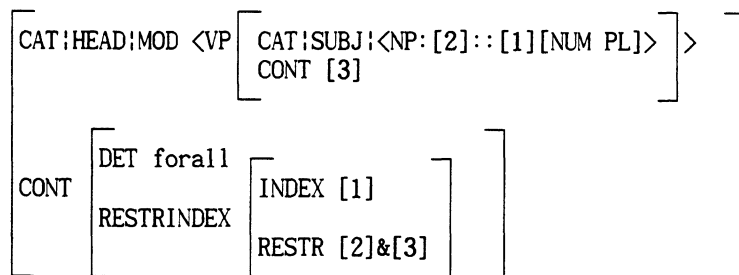 CAT¦HEAD¦MOD <VP CAT¦SUBJ¦<NP:[2]::[1][NUM PL]> >
CONT [3]
DET forall
INDEX [1]
CONT
RESTRINDEX
RESTR [2]&[3]